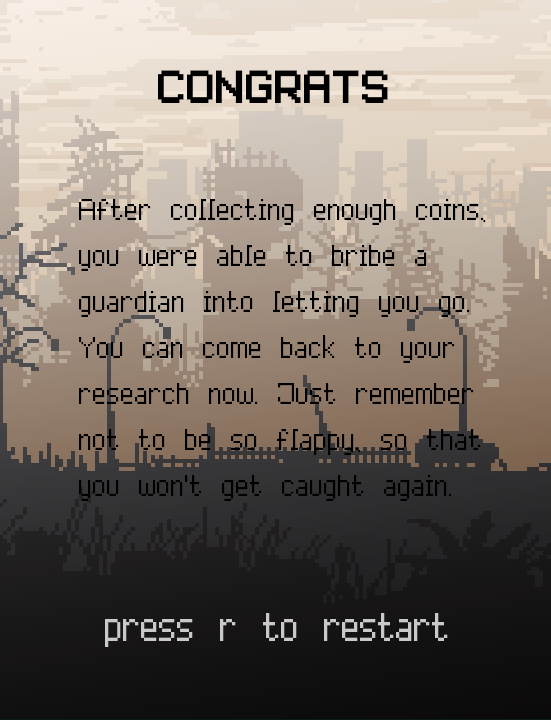 CONGRATS
After collecting enough coins,
you were able to bribe a
guardian into letting you go.
You can come back to your
research now. Just remember
not to be so flappy, so that
you won't get caught again.
press r to restart